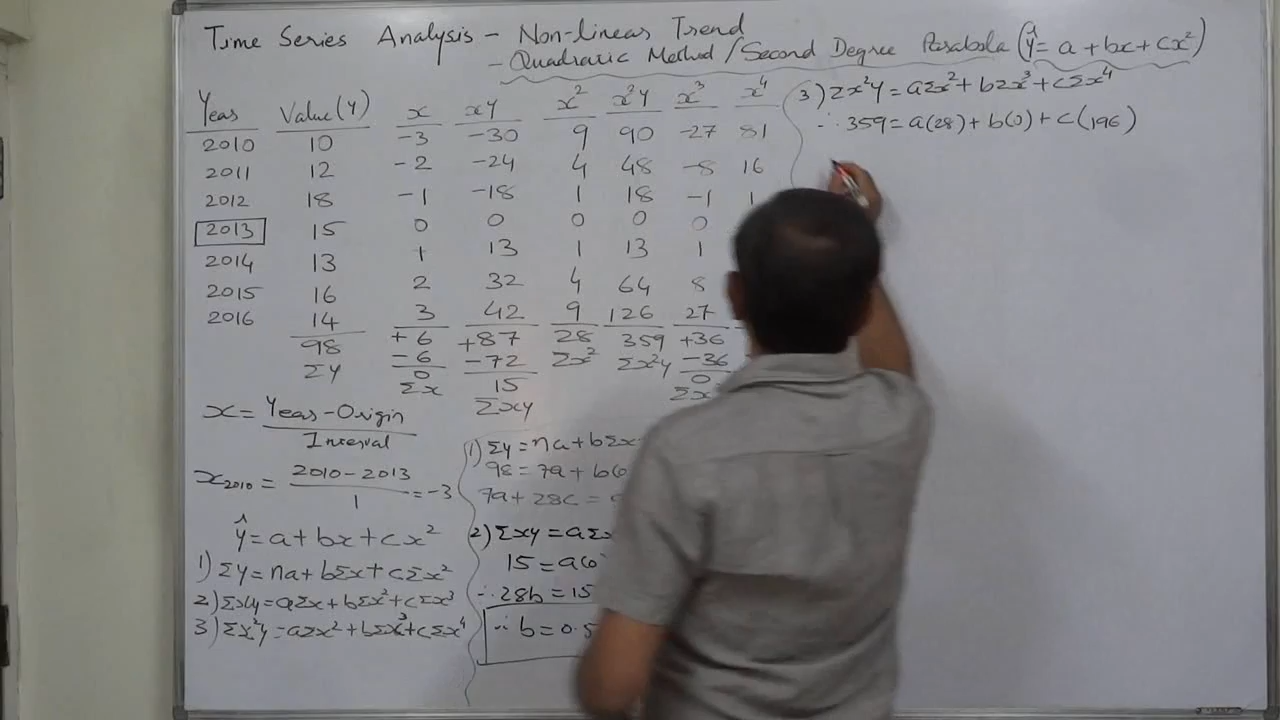 Time Series Analysis - Non-linear Trend
- Quadratic Method / Second Degree Parabola (ŷ = a + bx + cx²)
Years Value (Y) x xy x² x²y x³ x⁴
2010 10 -3 -30 9 90 -27 81
2011 12 -2 -24 4 48 -8 16
2012 18 -1 -18 1 18 -1 1
2013 15 0 0 0 0 0
2014 13 1 13 1 13 1
2015 16 2 32 4 64 8
2016 14 3 42 9 126 27
98 +6 +87 28 359 +36
ΣY -6 -72 Σx² Σx²y -36
0 15 0
Σx Σxy Σx
x = Years - Origin / Interval
x₂₀₁₀ = 2010 - 2013 / 1 = -3
ŷ = a + bx + cx²
1) Σy = na + bΣx + cΣx²
2) Σxy = aΣx + bΣx² + cΣx³
3) Σx²y = aΣx² + bΣx³ + cΣx⁴
1) Σy = na + bΣx
98 = 7a + b(0
7a + 28c =
2) Σxy = aΣx
15 = a(0
∴ 28b = 15
∴ b = 0.5
3) Σx²y = aΣx² + bΣx³ + cΣx⁴
∴ 359 = a(28) + b(0) + c(196)